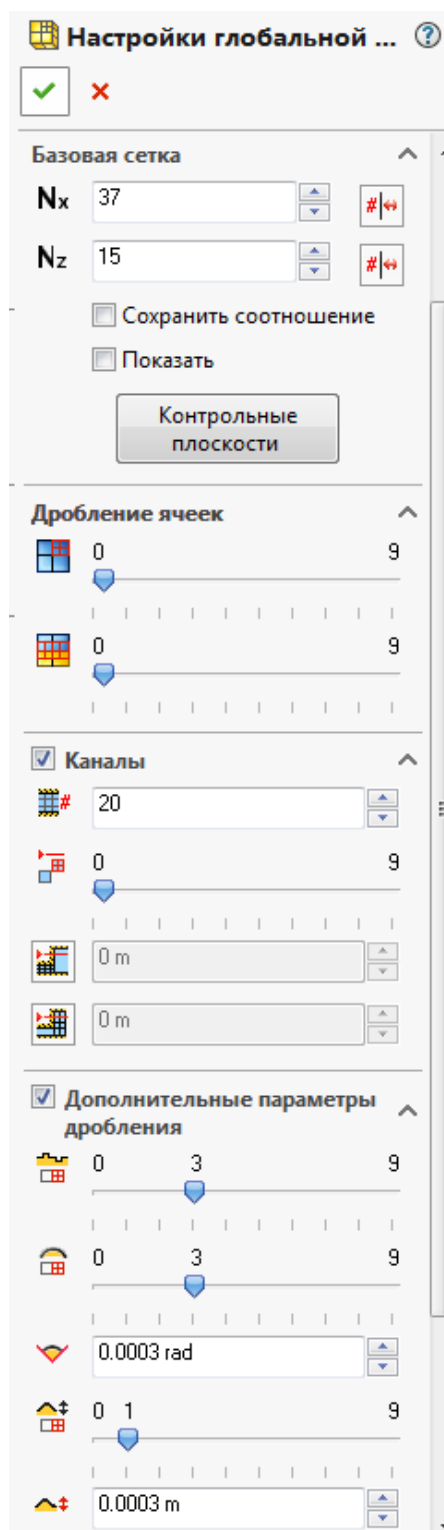 Настройки глобальной ... ?
Базовая сетка
Nx 37 #
Nz 15 #
Сохранить соотношение
Показать
Контрольные
плоскости
Дробление ячеек
0 9
0 9
Каналы
# 20
0 9
0 m
0 m
Дополнительные параметры
дробления
0 3 9
0 3 9
0.0003 rad
0 1 9
0.0003 m